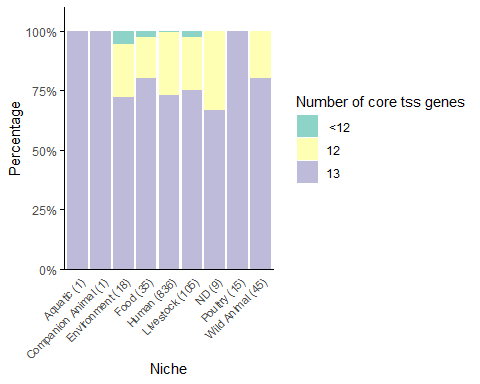 100%
75%
50%
25%
0%
Percentage
Aquatic (1)
Companion Animal (1)
Environment (18)
Food (35)
Human (836)
Livestock (105)
ND (9)
Poultry (15)
Wild Animal (45)
Niche
Number of core tss genes
<12
12
13